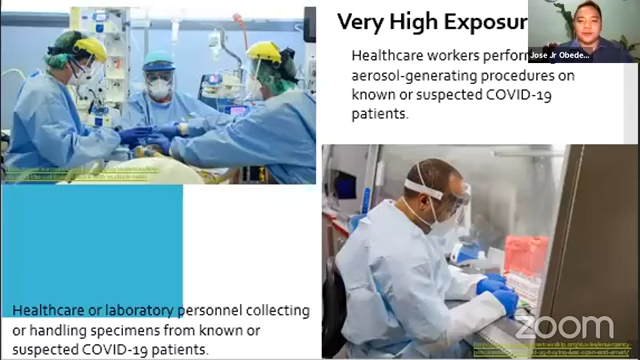 Very High Exposur
Jose Jr Obede...
Healthcare workers perform
aerosol-generating procedures on
known or suspected COVID-19
patients.
Healthcare or laboratory personnel collecting
or handling specimens from known or
suspected COVID-19 patients.
zoom